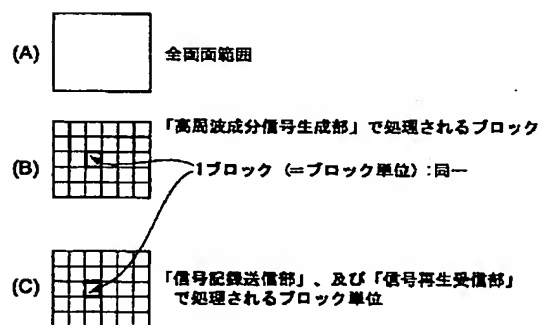 (A) 全画面範囲
「高周波成分信号生成部」で処理されるブロック
(B)
1ブロック (=ブロック単位):同一
(C) 「信号記録送信部」、及び「信号再生受信部」
で処理されるブロック単位